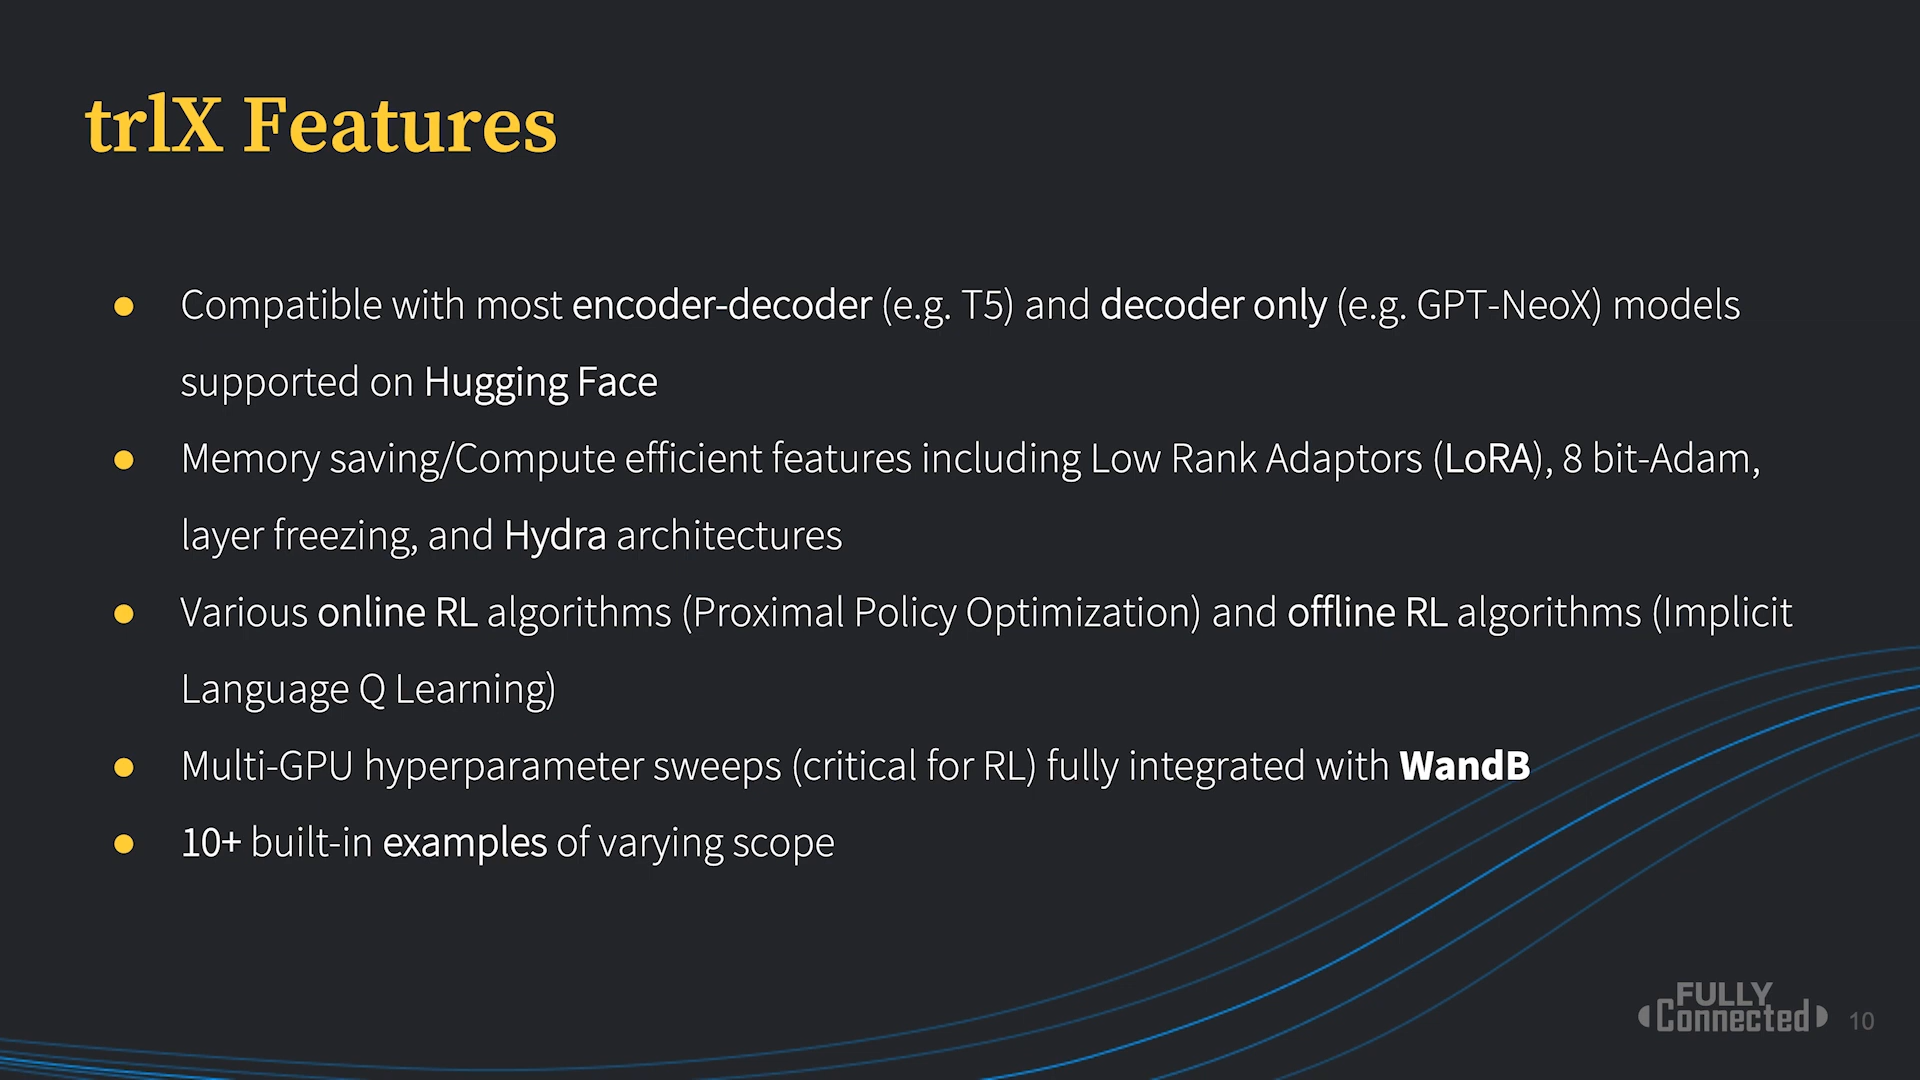 trlX Features
● Compatible with most encoder-decoder (e.g. T5) and decoder only (e.g. GPT-NeoX) models
supported on Hugging Face
● Memory saving/Compute efficient features including Low Rank Adaptors (LoRA), 8 bit-Adam,
layer freezing, and Hydra architectures
● Various online RL algorithms (Proximal Policy Optimization) and offline RL algorithms (Implicit
Language Q Learning)
● Multi-GPU hyperparameter sweeps (critical for RL) fully integrated with WandB
● 10+ built-in examples of varying scope
FULLY
Connected
10